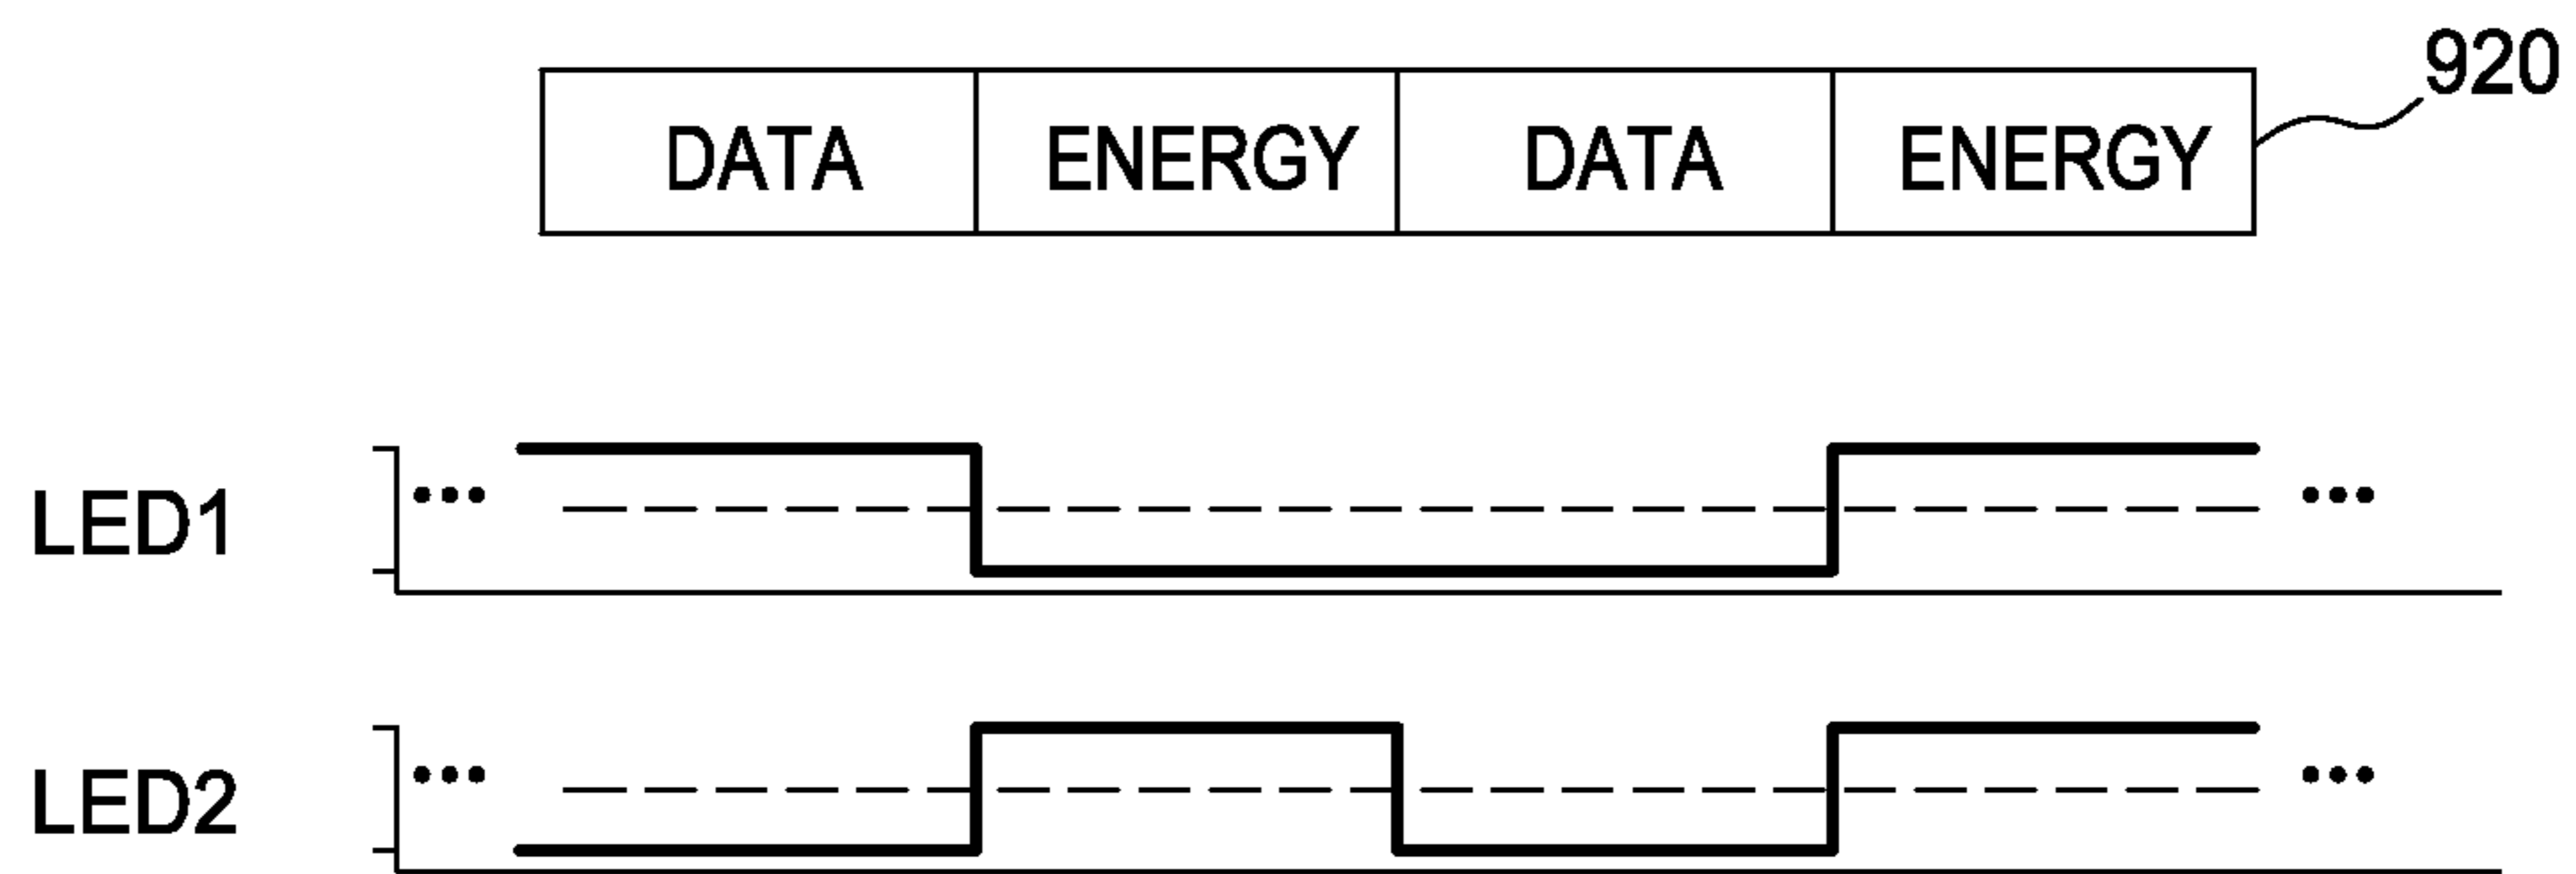 920
DATA ENERGY DATA ENERGY
LED1 ••• •••
LED2 ••• •••